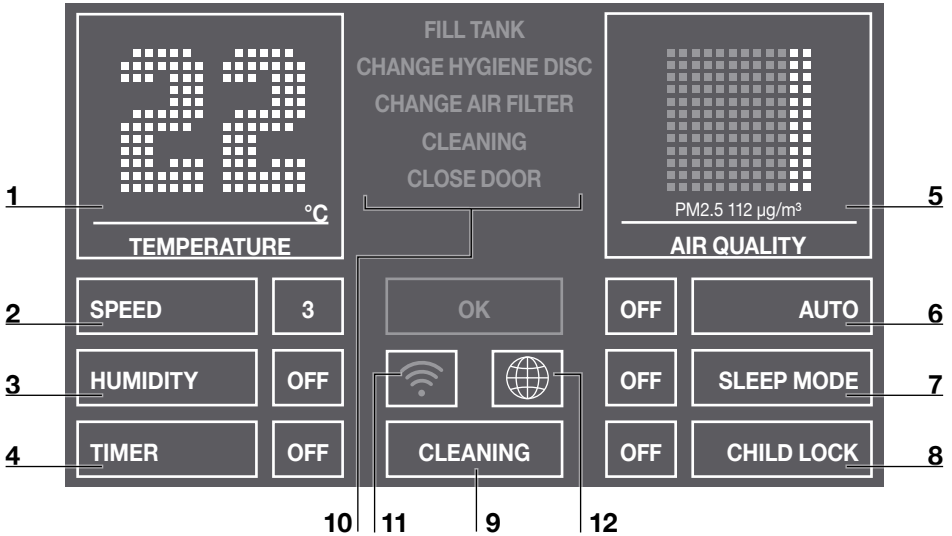 22
°C
TEMPERATURE
FILL TANK
CHANGE HYGIENE DISC
CHANGE AIR FILTER
CLEANING
CLOSE DOOR
PM2.5 112 µg/m³
AIR QUALITY
1
5
SPEED 3
OK
OFF AUTO
2
6
HUMIDITY OFF
OFF SLEEP MODE
3
7
TIMER OFF
CLEANING
OFF CHILD LOCK
4
8
10 11 9 12